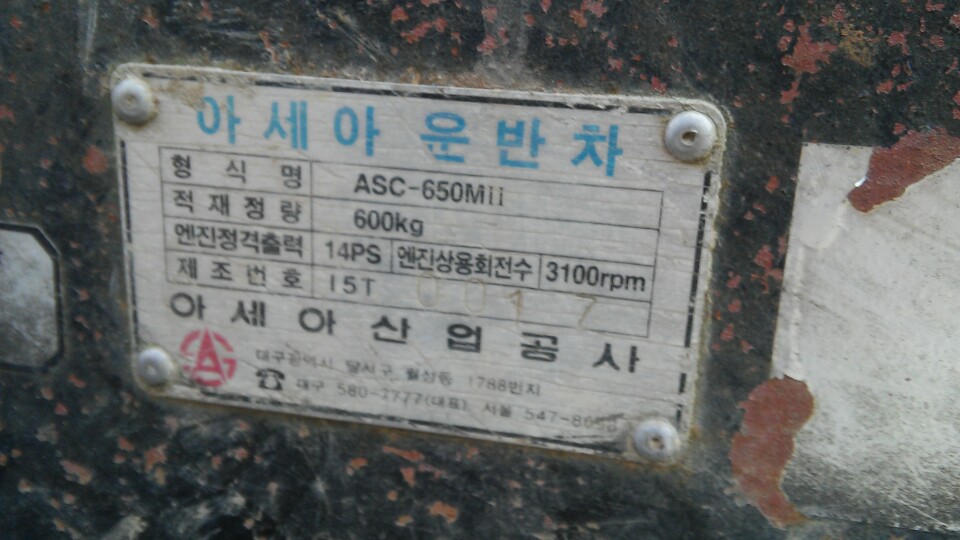 아세아 운반차
형식명 ASC-650Mii
적재정량 600kg
엔진정격출력 14PS 엔진상용회전수 3100rpm
제조번호 15T 0017
아세아산업공사
대구광역시 달서구 월성동 1788번지
☎ 대구 580-7777(대표) 서울